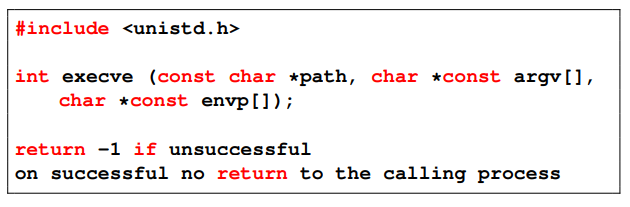 #include <unistd.h>
int execve (const char *path, char *const argv[],
char *const envp[]);
return –1 if unsuccessful
on successful no return to the calling process